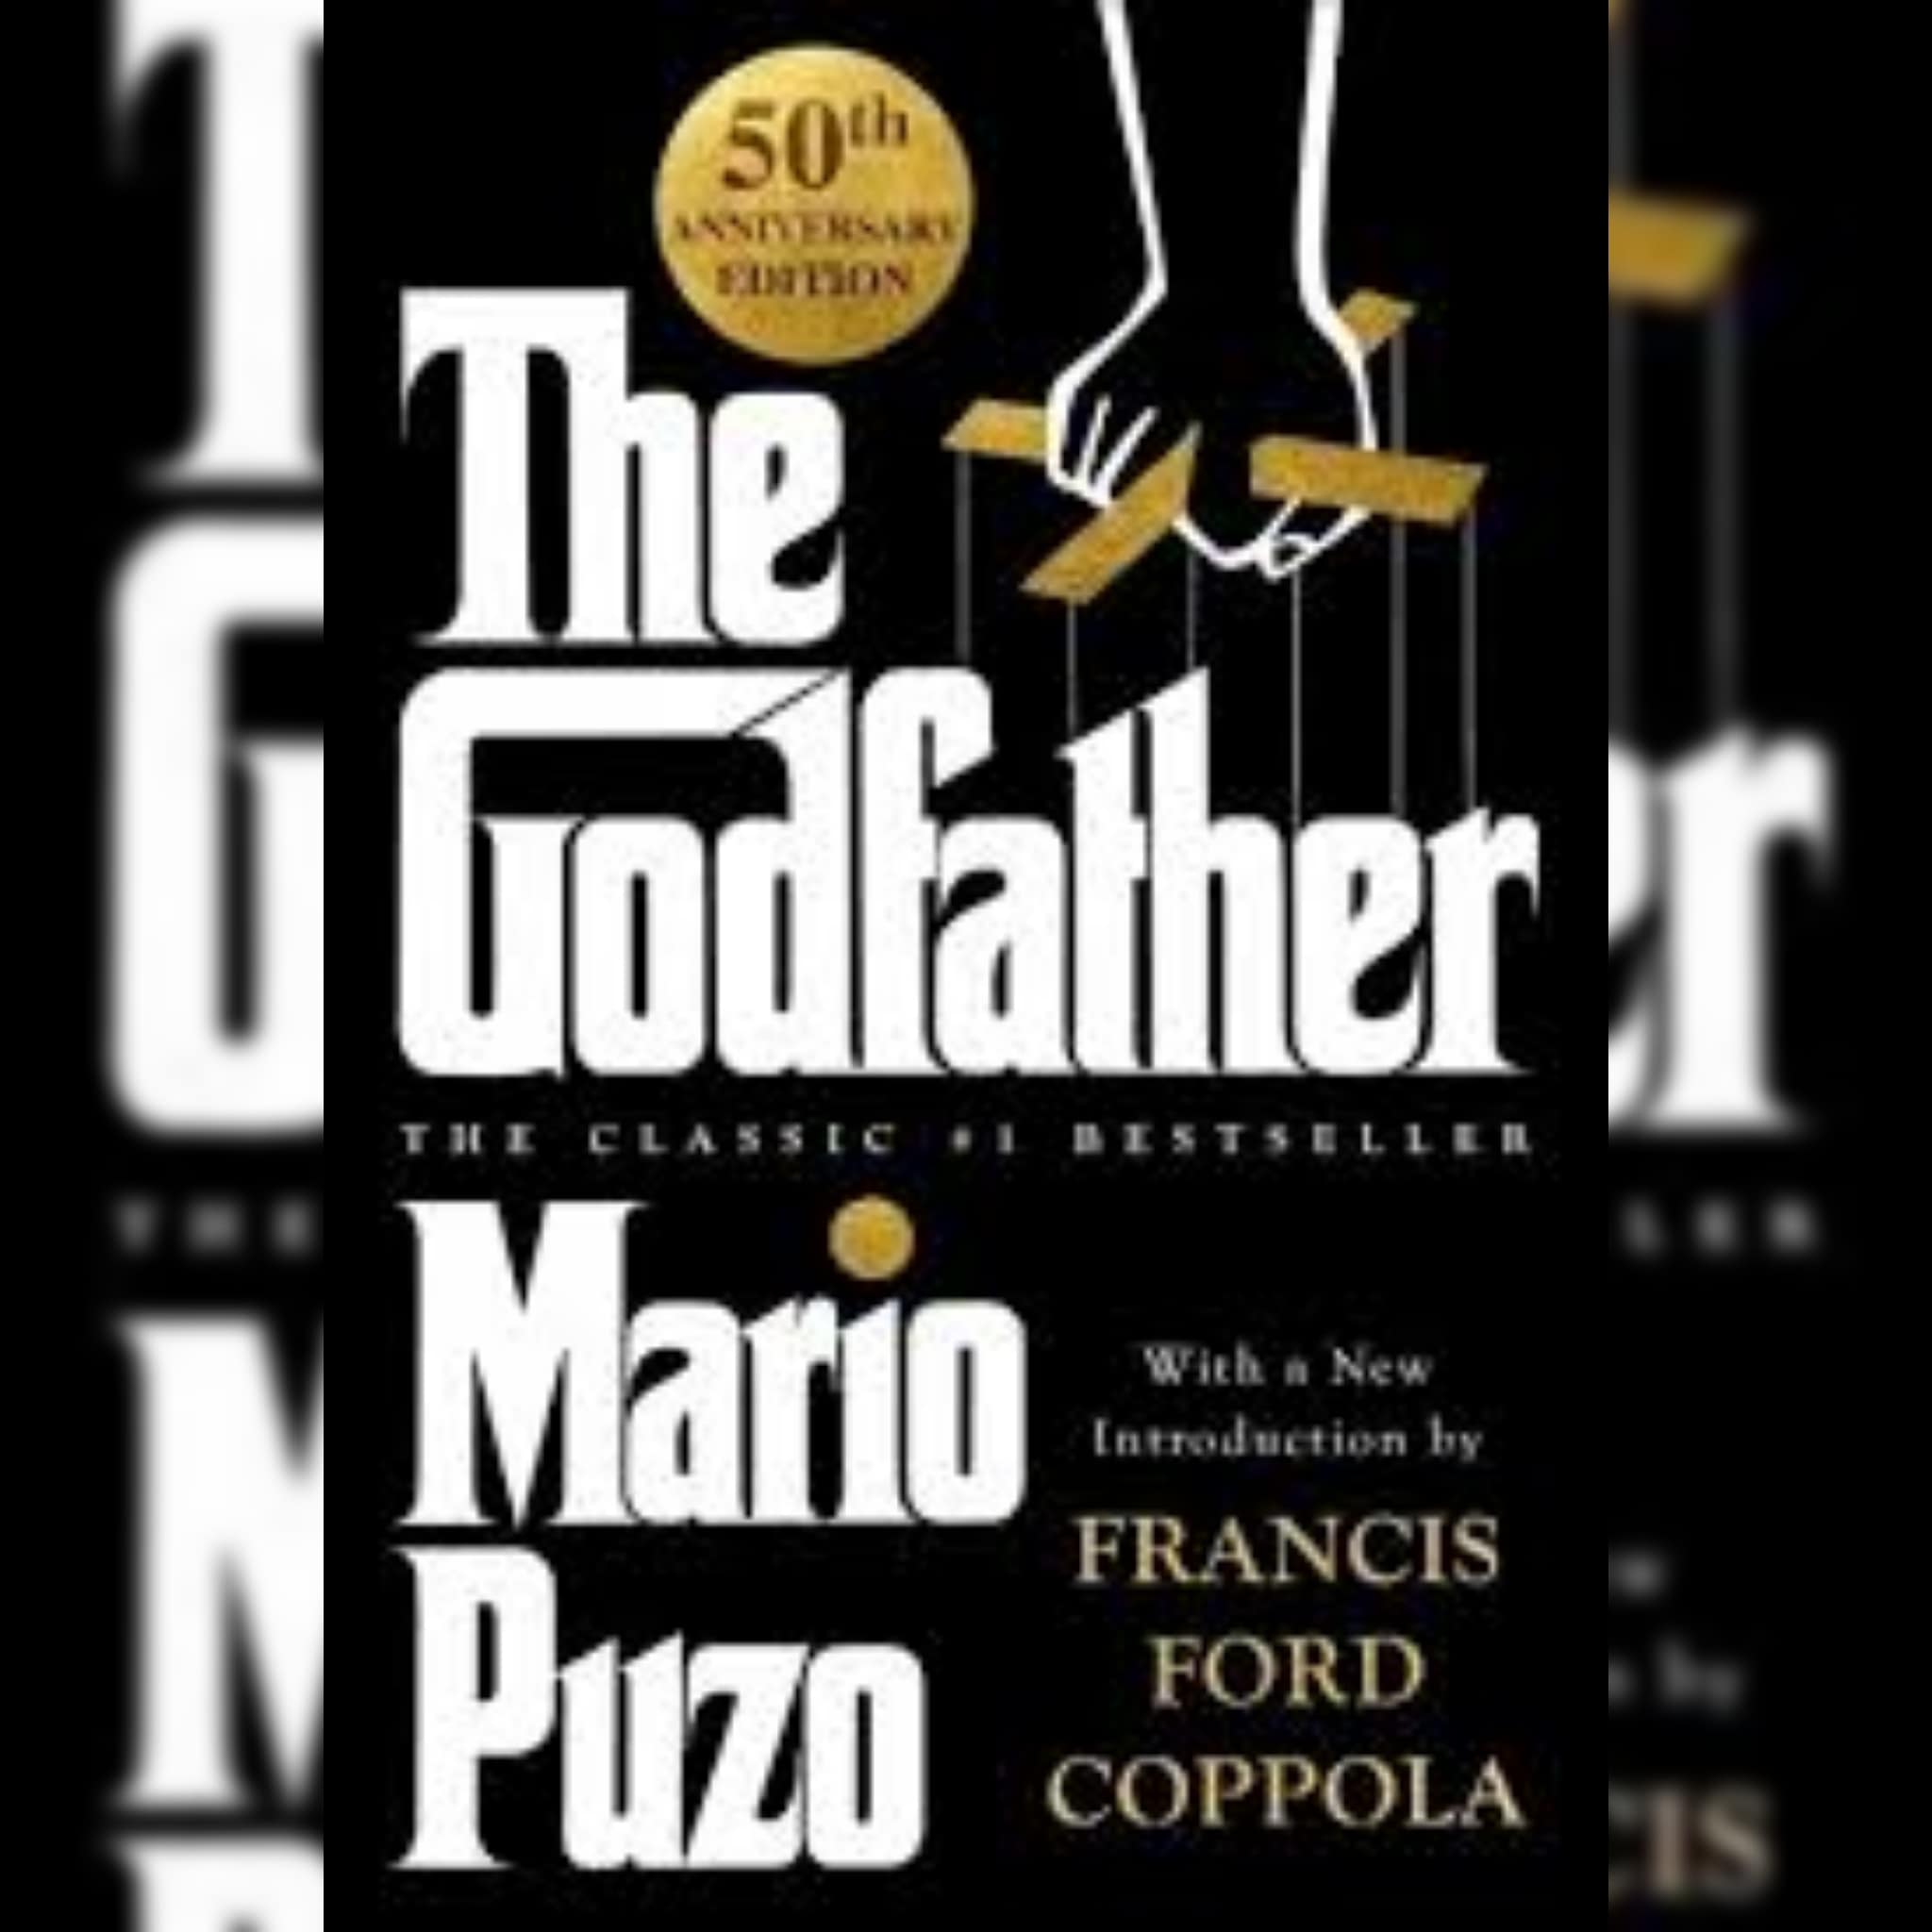 50th
ANNIVERSARY
EDITION
The
Godfather
THE CLASSIC #1 BESTSELLER
Mario
Puzo
With a New
Introduction by
FRANCIS
FORD
COPPOLA